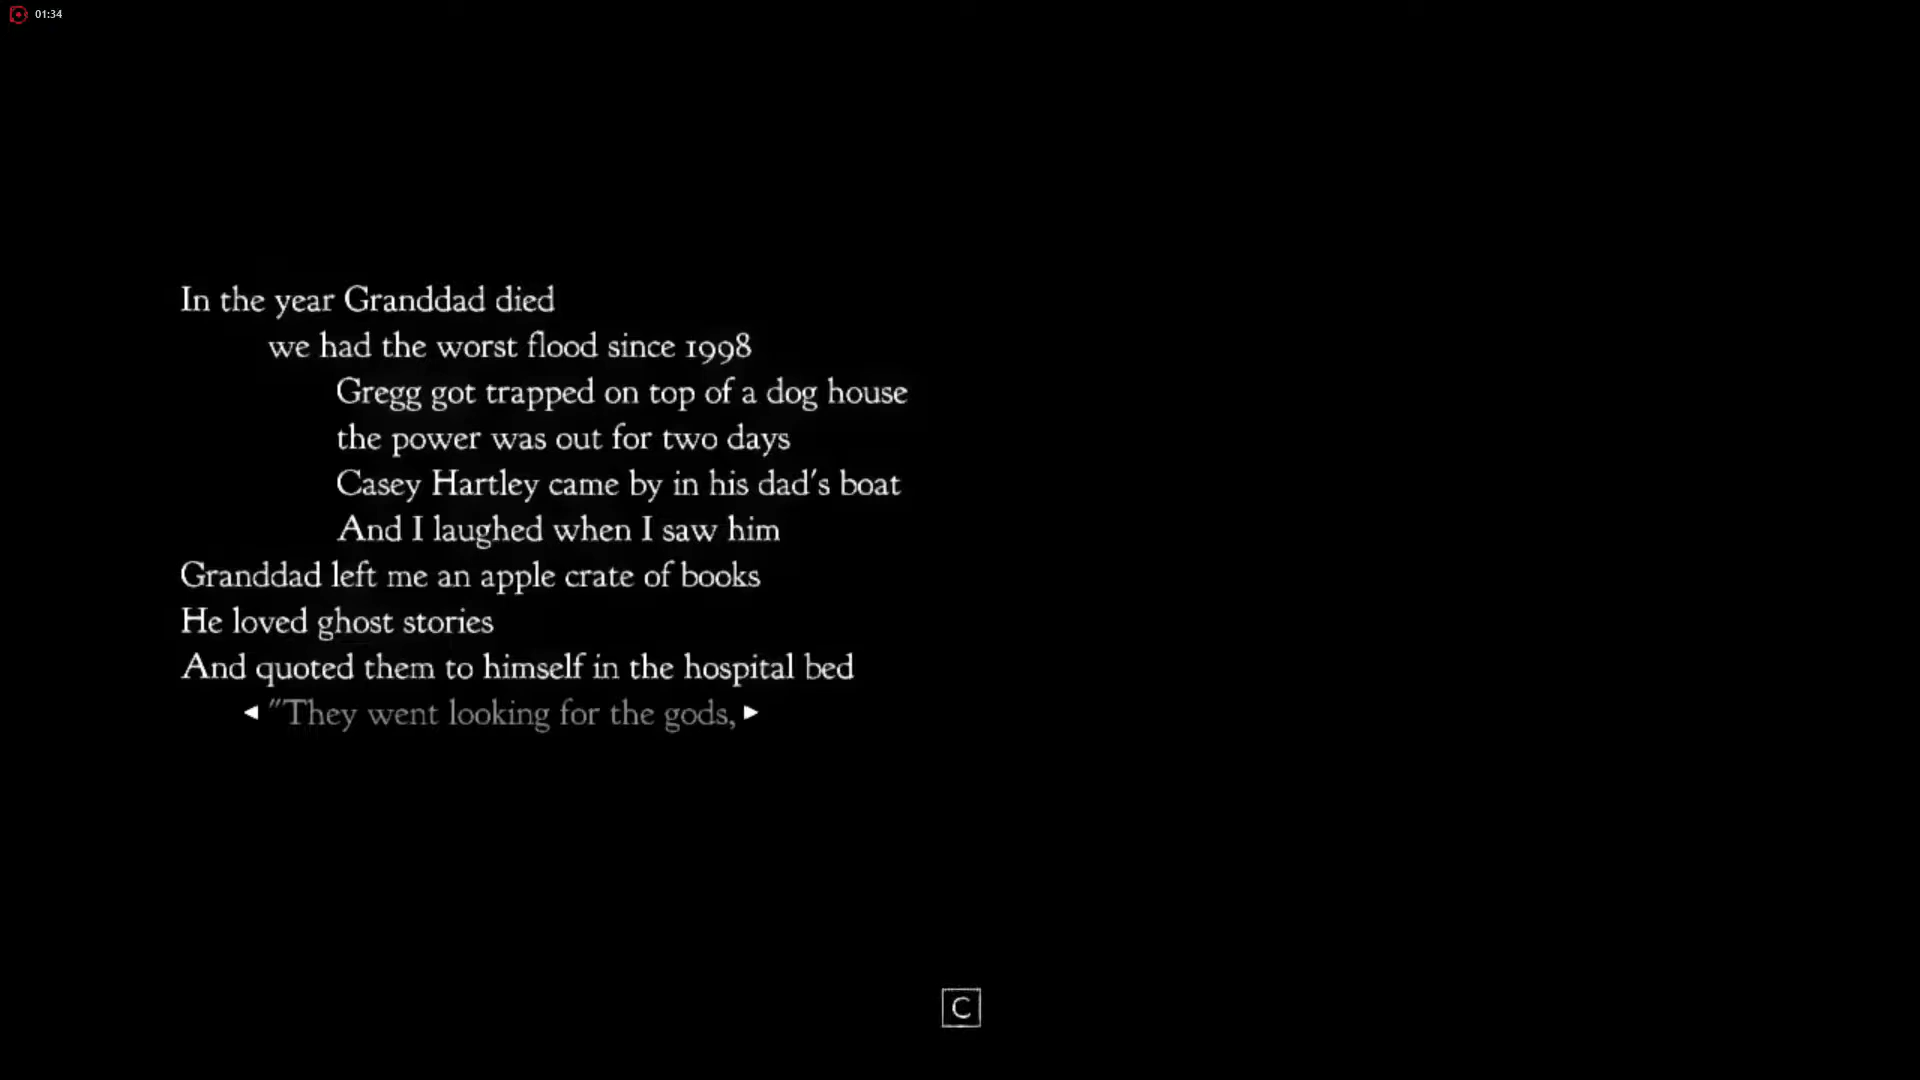 01:34
In the year Granddad died
we had the worst flood since 1998
Gregg got trapped on top of a dog house
the power was out for two days
Casey Hartley came by in his dad's boat
And I laughed when I saw him
Granddad left me an apple crate of books
He loved ghost stories
And quoted them to himself in the hospital bed
◄ "They went looking for the gods, ►
C